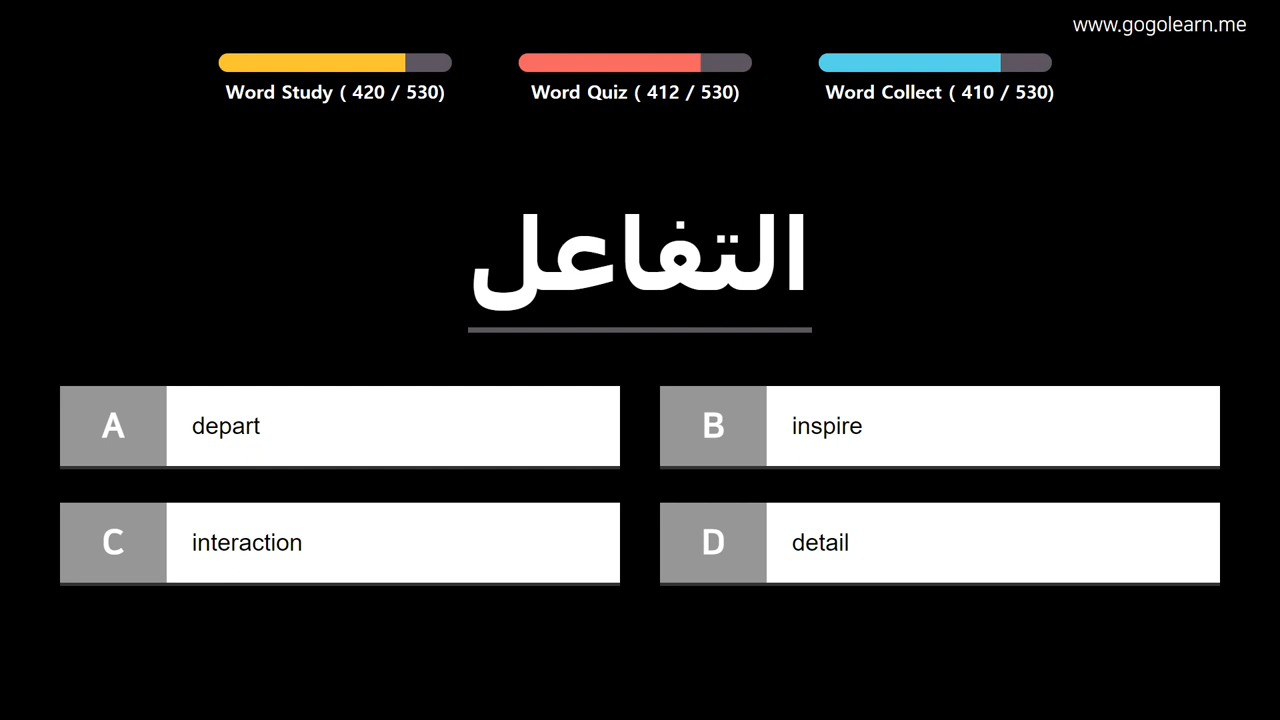 www.gogolearn.me
Word Study ( 420 / 530)
Word Quiz ( 412 / 530)
Word Collect ( 410 / 530)
التفاعل
A depart
B inspire
C interaction
D detail